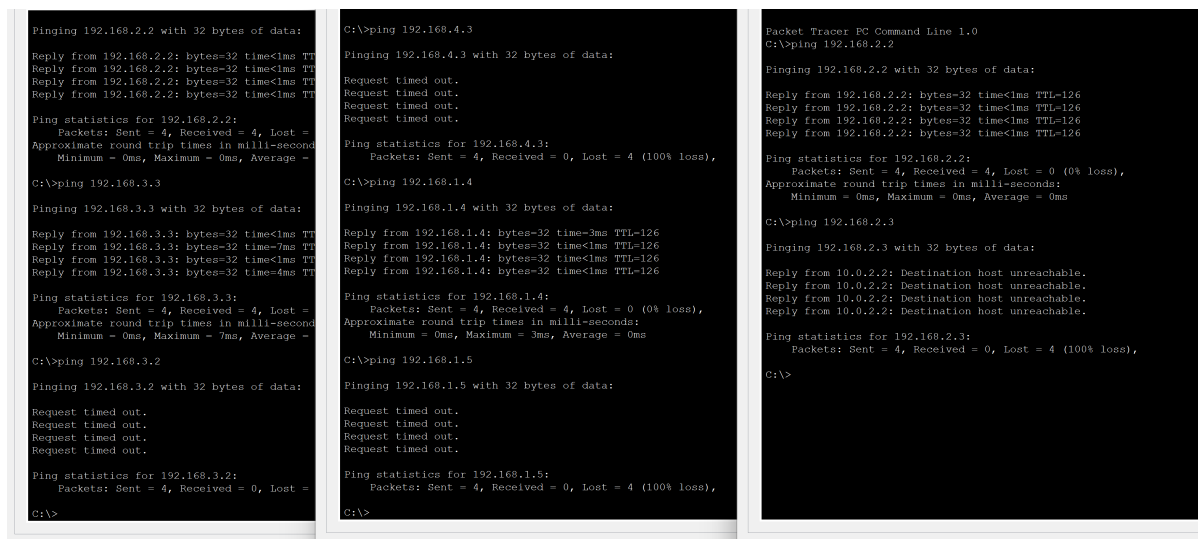 Pinging 192.168.2.2 with 32 bytes of data:
Reply from 192.168.2.2: bytes=32 time<1ms TT
Reply from 192.168.2.2: bytes=32 time<1ms TT
Reply from 192.168.2.2: bytes=32 time<1ms TT
Reply from 192.168.2.2: bytes=32 time<1ms TT
Ping statistics for 192.168.2.2:
Packets: Sent = 4, Received = 4, Lost =
Approximate round trip times in milli-second
Minimum = 0ms, Maximum = 0ms, Average =
C:\>ping 192.168.3.3
Pinging 192.168.3.3 with 32 bytes of data:
Reply from 192.168.3.3: bytes=32 time<1ms TT
Reply from 192.168.3.3: bytes=32 time=7ms TT
Reply from 192.168.3.3: bytes=32 time<1ms TT
Reply from 192.168.3.3: bytes=32 time=4ms TT
Ping statistics for 192.168.3.3:
Packets: Sent = 4, Received = 4, Lost =
Approximate round trip times in milli-second
Minimum = 0ms, Maximum = 7ms, Average =
C:\>ping 192.168.3.2
Pinging 192.168.3.2 with 32 bytes of data:
Request timed out.
Request timed out.
Request timed out.
Request timed out.
Ping statistics for 192.168.3.2:
Packets: Sent = 4, Received = 0, Lost =
C:\>
C:\>ping 192.168.4.3
Pinging 192.168.4.3 with 32 bytes of data:
Request timed out.
Request timed out.
Request timed out.
Request timed out.
Ping statistics for 192.168.4.3:
Packets: Sent = 4, Received = 0, Lost = 4 (100% loss),
C:\>ping 192.168.1.4
Pinging 192.168.1.4 with 32 bytes of data:
Reply from 192.168.1.4: bytes=32 time=3ms TTL=126
Reply from 192.168.1.4: bytes=32 time<1ms TTL=126
Reply from 192.168.1.4: bytes=32 time<1ms TTL=126
Reply from 192.168.1.4: bytes=32 time<1ms TTL=126
Ping statistics for 192.168.1.4:
Packets: Sent = 4, Received = 4, Lost = 0 (0% loss),
Approximate round trip times in milli-seconds:
Minimum = 0ms, Maximum = 3ms, Average = 0ms
C:\>ping 192.168.1.5
Pinging 192.168.1.5 with 32 bytes of data:
Request timed out.
Request timed out.
Request timed out.
Request timed out.
Ping statistics for 192.168.1.5:
Packets: Sent = 4, Received = 0, Lost = 4 (100% loss),
C:\>
Packet Tracer PC Command Line 1.0
C:\>ping 192.168.2.2
Pinging 192.168.2.2 with 32 bytes of data:
Reply from 192.168.2.2: bytes=32 time<1ms TTL=126
Reply from 192.168.2.2: bytes=32 time<1ms TTL=126
Reply from 192.168.2.2: bytes=32 time<1ms TTL=126
Reply from 192.168.2.2: bytes=32 time<1ms TTL=126
Ping statistics for 192.168.2.2:
Packets: Sent = 4, Received = 4, Lost = 0 (0% loss),
Approximate round trip times in milli-seconds:
Minimum = 0ms, Maximum = 0ms, Average = 0ms
C:\>ping 192.168.2.3
Pinging 192.168.2.3 with 32 bytes of data:
Reply from 10.0.2.2: Destination host unreachable.
Reply from 10.0.2.2: Destination host unreachable.
Reply from 10.0.2.2: Destination host unreachable.
Reply from 10.0.2.2: Destination host unreachable.
Ping statistics for 192.168.2.3:
Packets: Sent = 4, Received = 0, Lost = 4 (100% loss),
C:\>